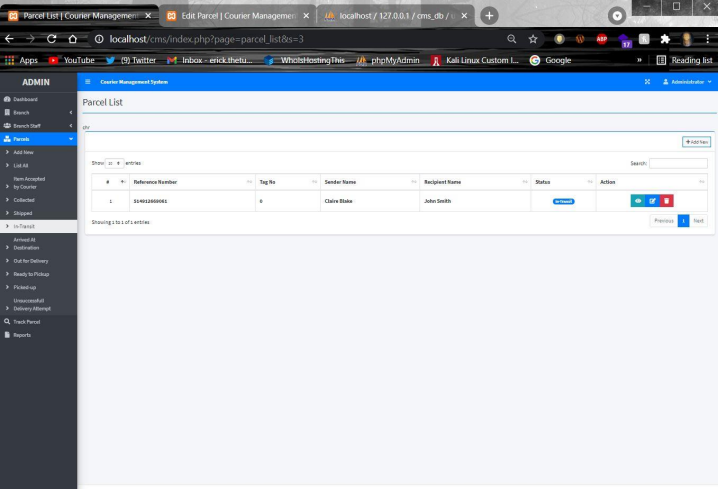 Parcel List | Courier Management
Edit Parcel | Courier Managemen
localhost / 127.0.0.1 / cms_db /
localhost/cms/index.php?page=parcel_list&s=3
ABP
17
Apps
YouTube
(9) Twitter
Inbox - erick.thetu...
WhoIsHostingThis
phpMyAdmin
Kali Linux Custom I...
Google
»
Reading list
ADMIN
Courier Management System
Administrator
Dashboard
Branch
Branch Staff
Parcels
Add New
List All
Item Accepted
by Courier
Collected
Shipped
In-Transit
Arrived At
Destination
Out for Delivery
Ready to Pickup
Picked-up
Unsuccessfull
Delivery Attempt
Track Parcel
Reports
Parcel List
+ Add New
Show 10 entries
Search:
# Reference Number Tag No Sender Name Recipient Name Status Action
1 514912669061 0 Claire Blake John Smith In-Transit
Showing 1 to 1 of 1 entries
Previous 1 Next